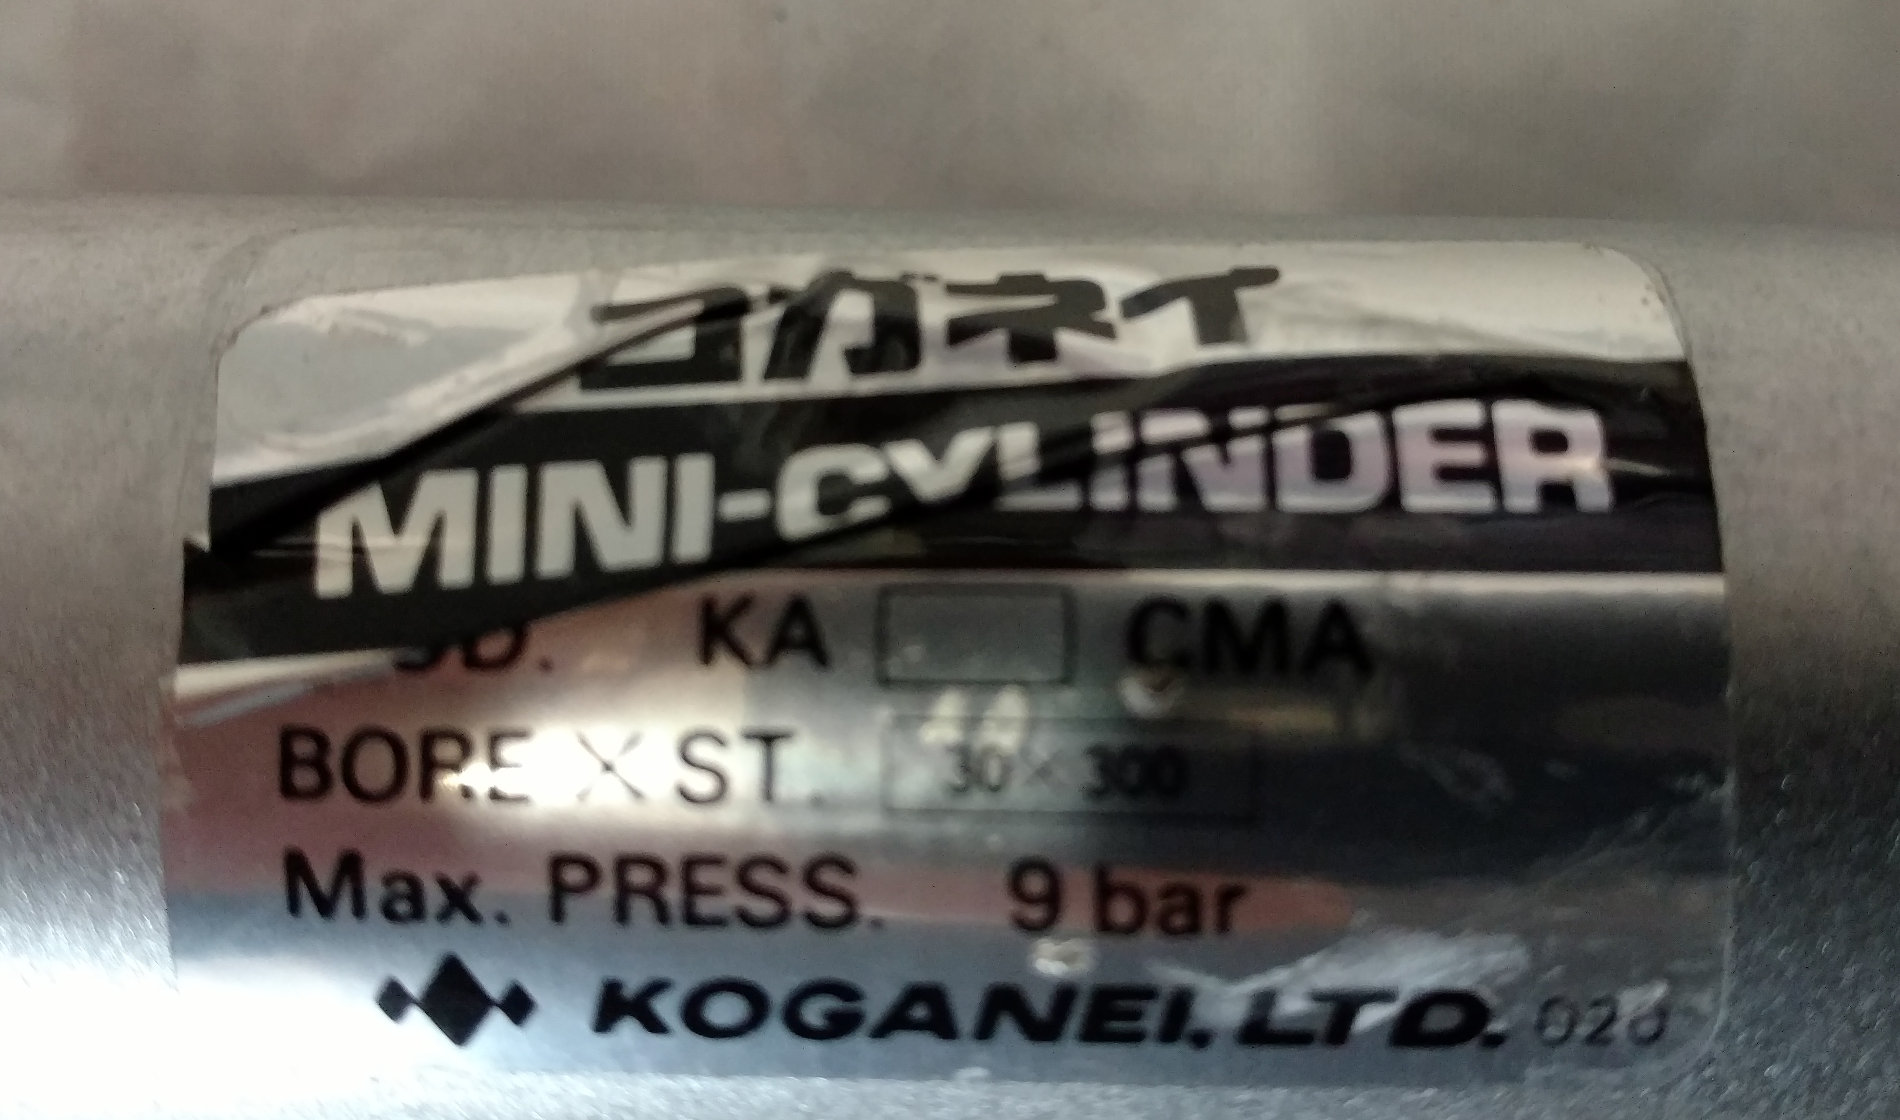 コガネイ
MINI-CYLINDER
KA CMA
BORE X ST. 30 × 300
Max. PRESS. 9 bar
KOGANEI, LTD.